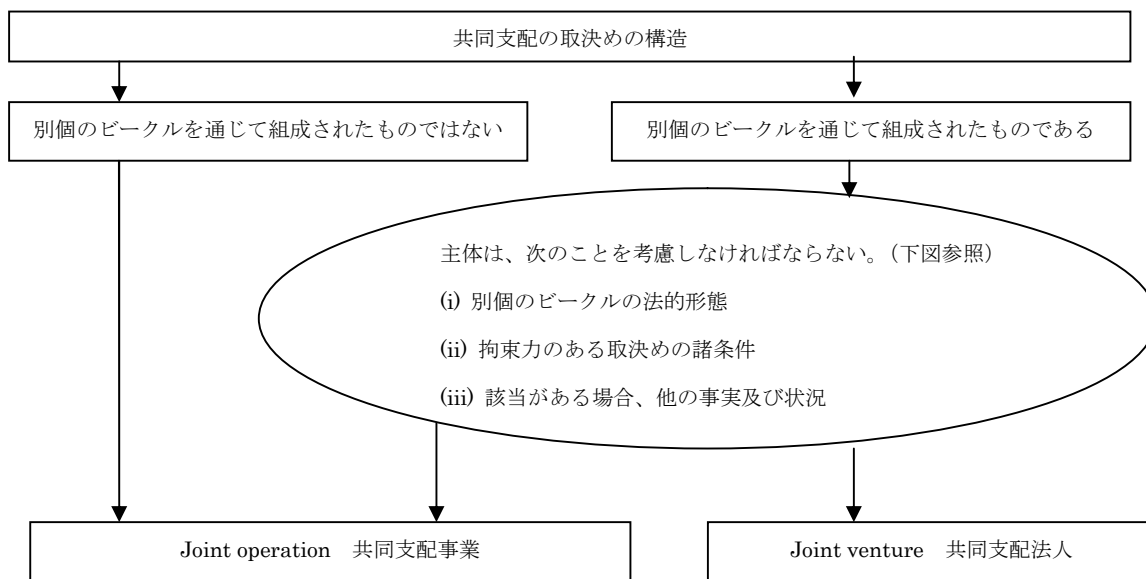 共同支配の取決めの構造
別個のビークルを通じて組成されたものではない
別個のビークルを通じて組成されたものである
主体は、次のことを考慮しなければならない。（下図参照）
(i) 別個のビークルの法的形態
(ii) 拘束力のある取決めの諸条件
(iii) 該当がある場合、他の事実及び状況
Joint operation　共同支配事業
Joint venture　共同支配法人